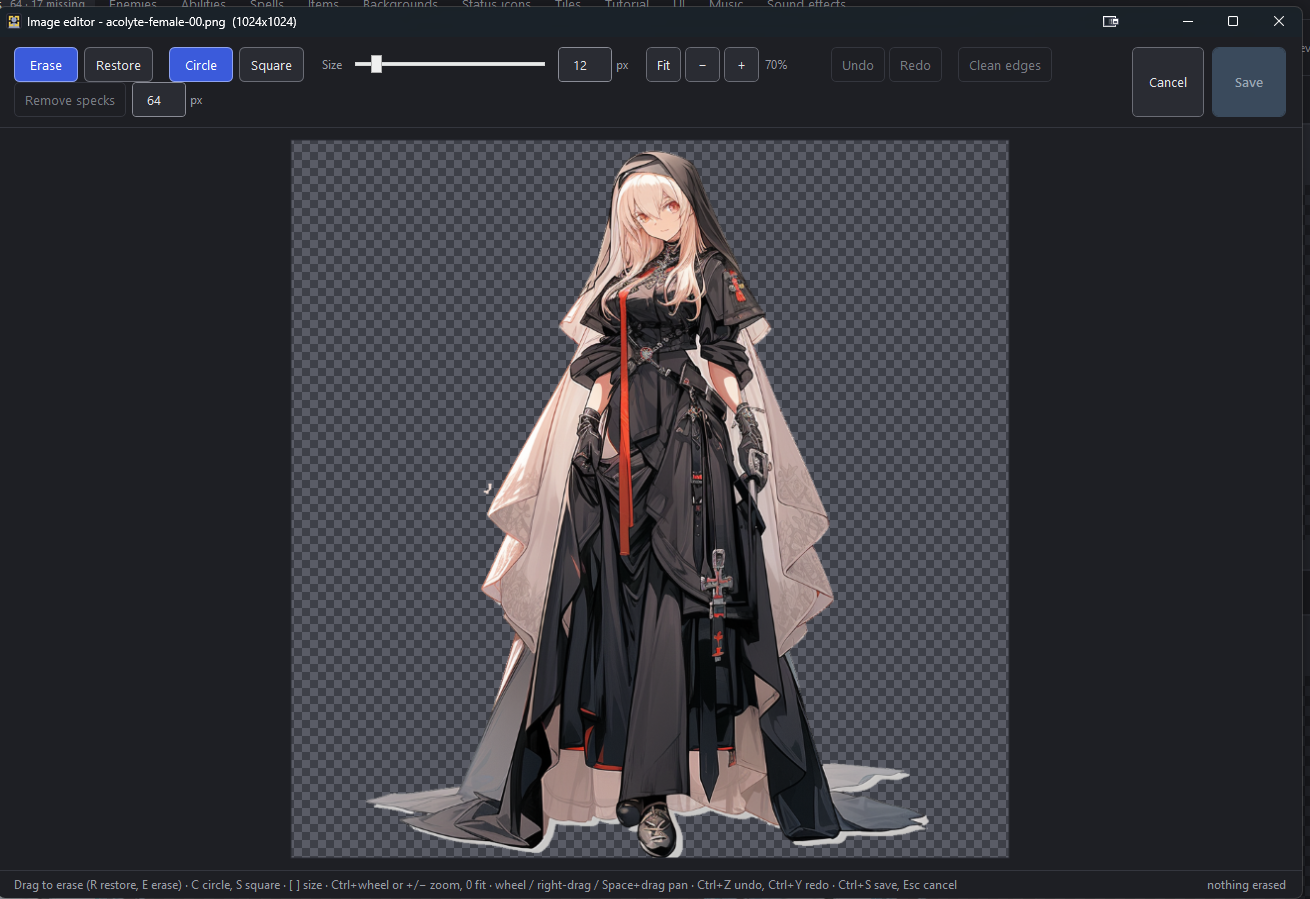 64 · 17 missing Enemies Abilities Spells Items Backgrounds Status icons Tiles Tutorial UI Music Sound effects
Image editor - acolyte-female-00.png (1024x1024)
Erase Restore Circle Square Size 12 px Fit − + 70% Undo Redo Clean edges Cancel Save
Remove specks 64 px
Drag to erase (R restore, E erase) · C circle, S square · [ ] size · Ctrl+wheel or +/− zoom, 0 fit · wheel / right-drag / Space+drag pan · Ctrl+Z undo, Ctrl+Y redo · Ctrl+S save, Esc cancel nothing erased